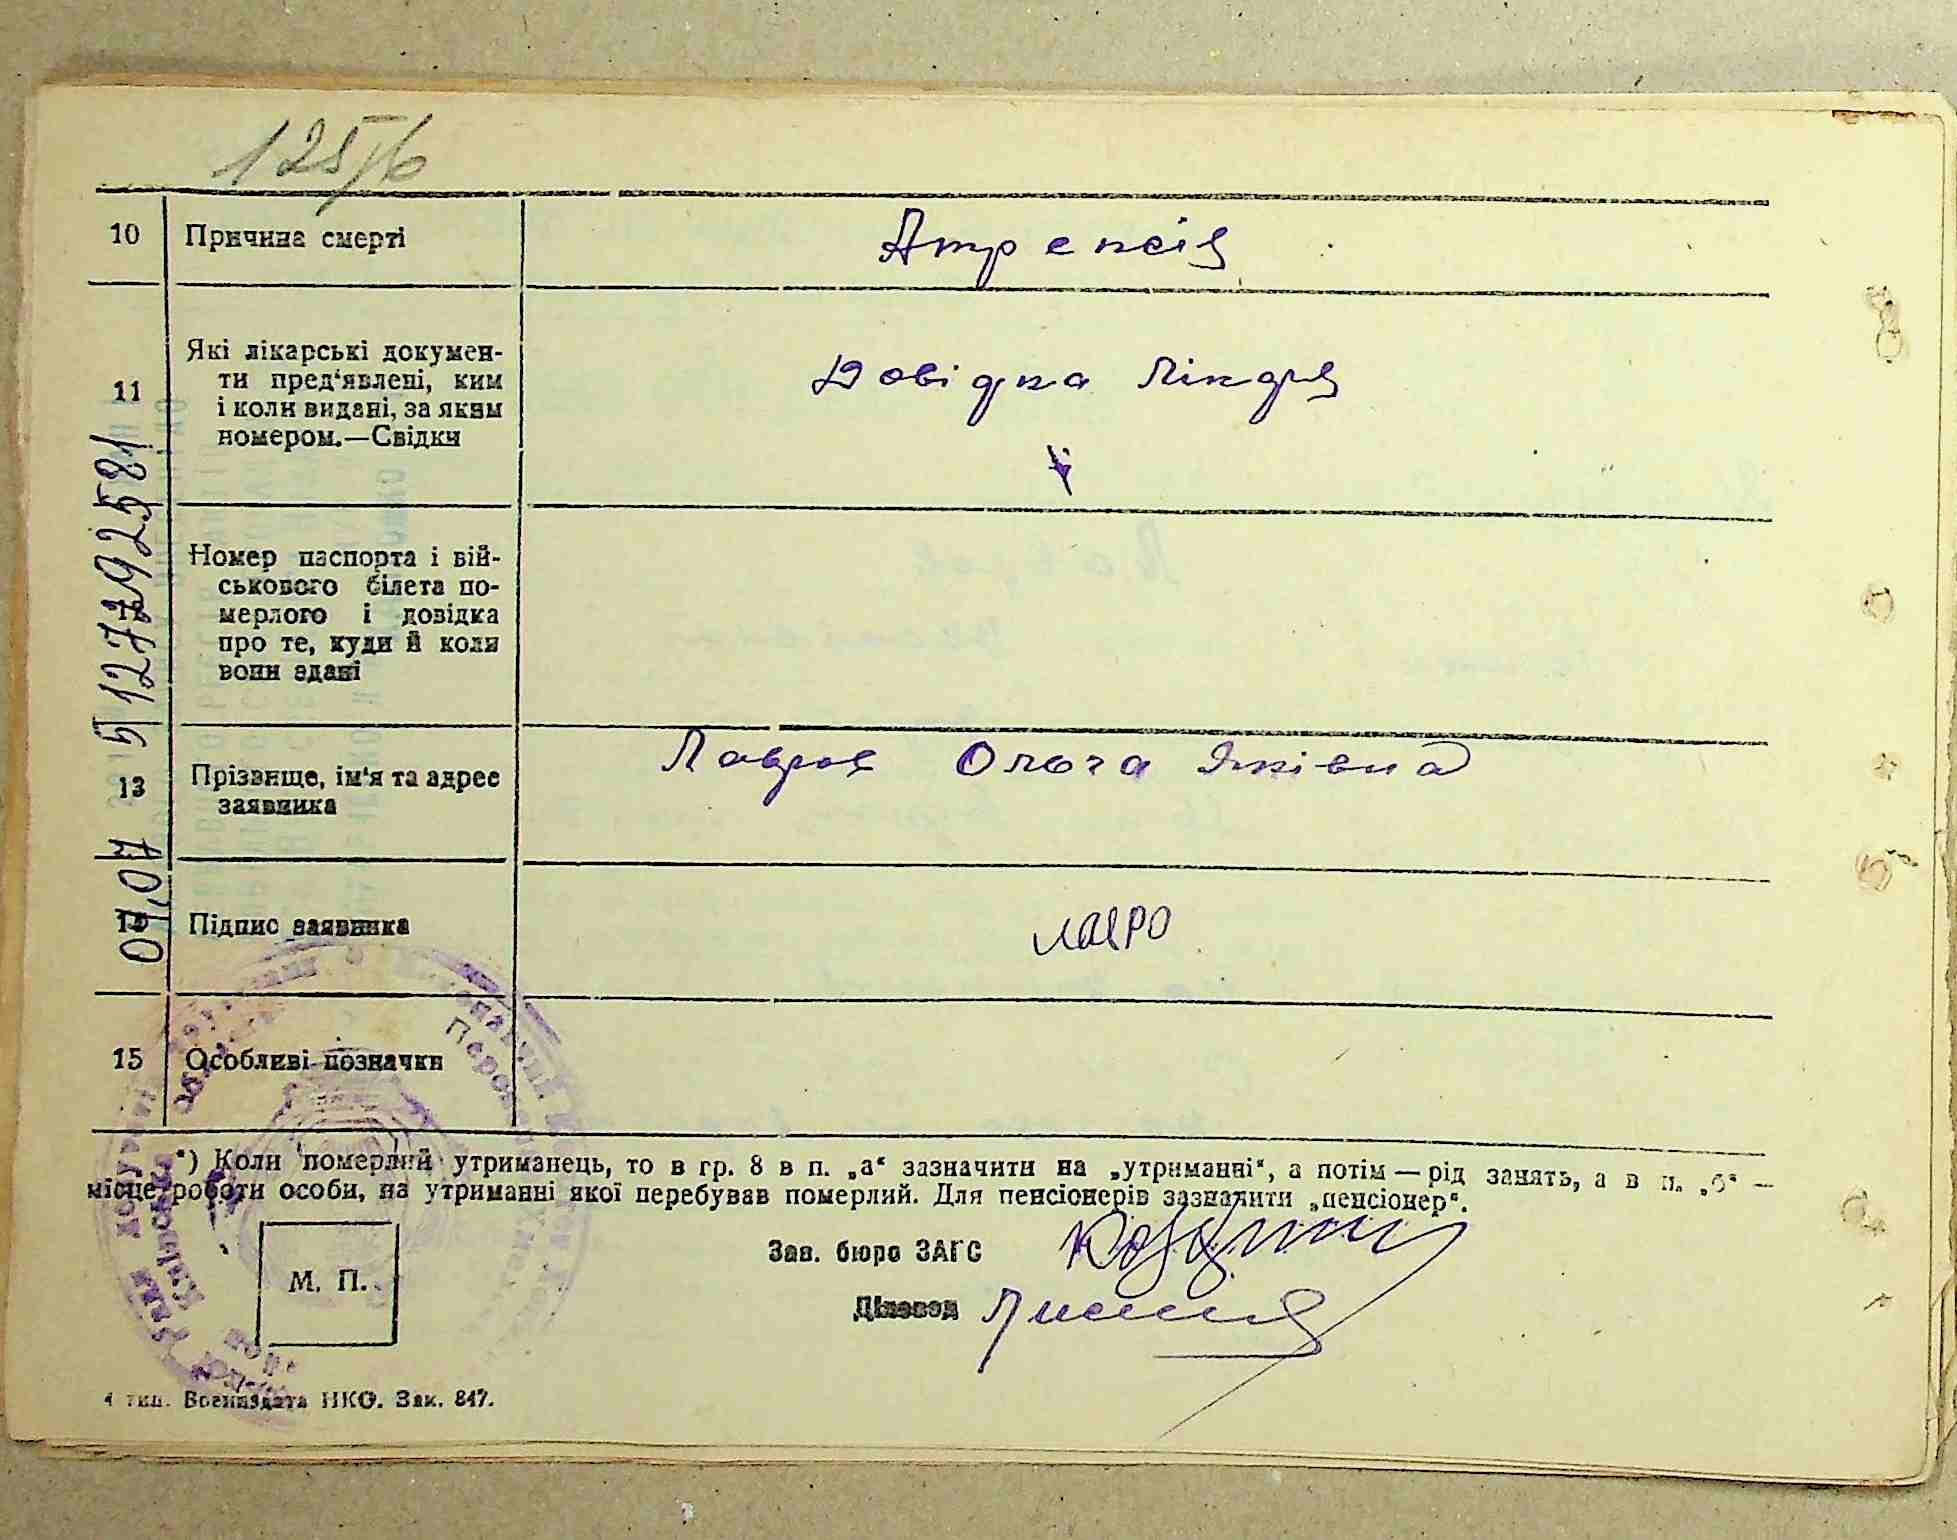 125/6
10 Причина смерті Атрепсія
11 Які лікарські докумен-
ти пред'явлені, ким
і коли видані, за яким
номером.—Свідки
Довідка лікаря
Номер паспорта і вій-
ськового білета по-
мерлого і довідка
про те, куди й коли
вони здані
13 Прізвище, ім'я та адрес
заявника
Лавров Ольга Яківна
14 Підпис заявника лавро
15 Особливі позначки
*) Коли померлий утриманець, то в гр. 8 в п. „а“ зазначити на „утриманні“, а потім — рід занять, а в п. „б“ —
місце роботи особи, на утриманні якої перебував померлий. Для пенсіонерів зазначити „пенсіонер“.
Зав. бюро ЗАГС
Діловод
М. П.
4 тип. Воениздата НКО. Зак. 847.